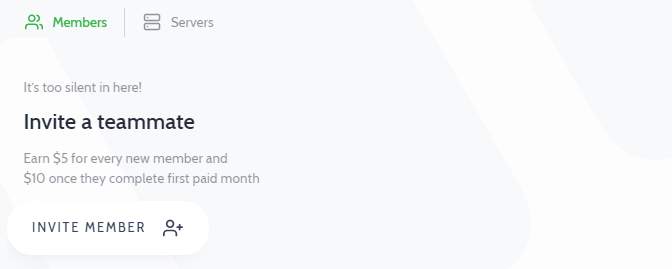 Members
Servers
It's too silent in here!
Invite a teammate
Earn $5 for every new member and
$10 once they complete first paid month
INVITE MEMBER